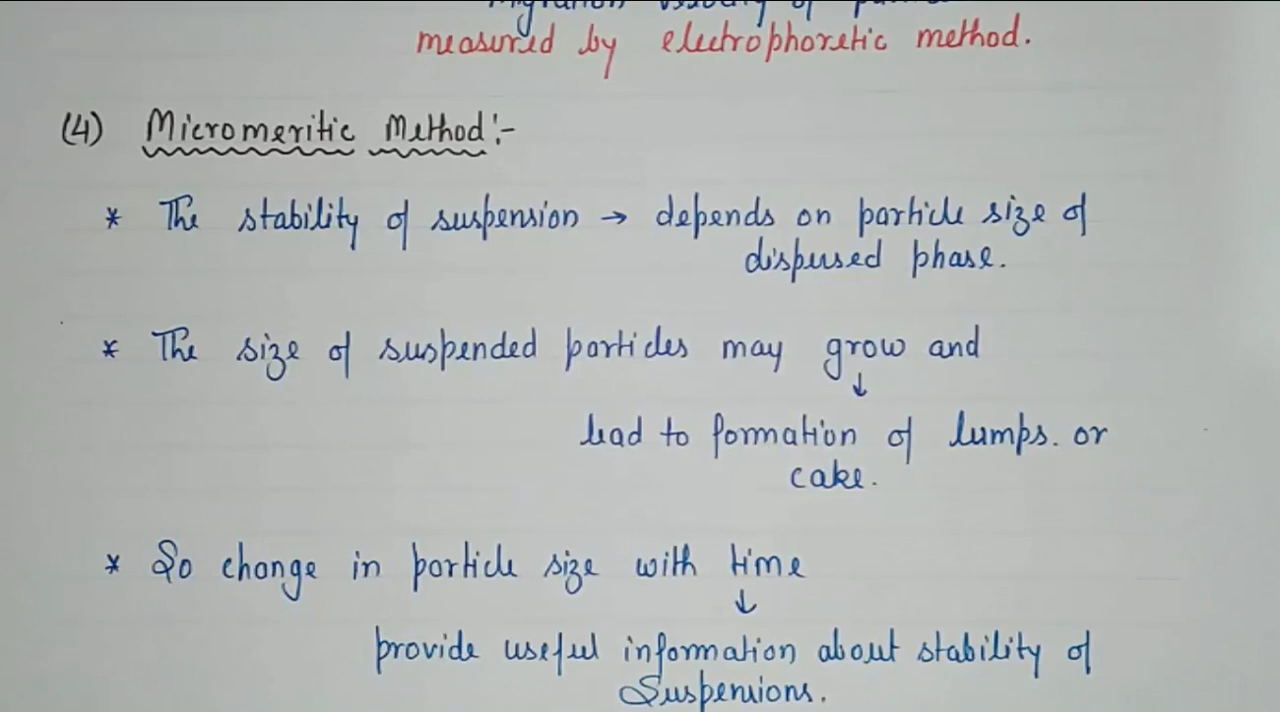 measured by electrophoretic method.
(4) Micromeritic Method:-
* The stability of suspension → depends on particle size of
dispersed phase.
* The size of suspended particles may grow and
↓
lead to formation of lumps. or
cake.
* So change in particle size with time
↓
provide useful information about stability of
Suspensions.